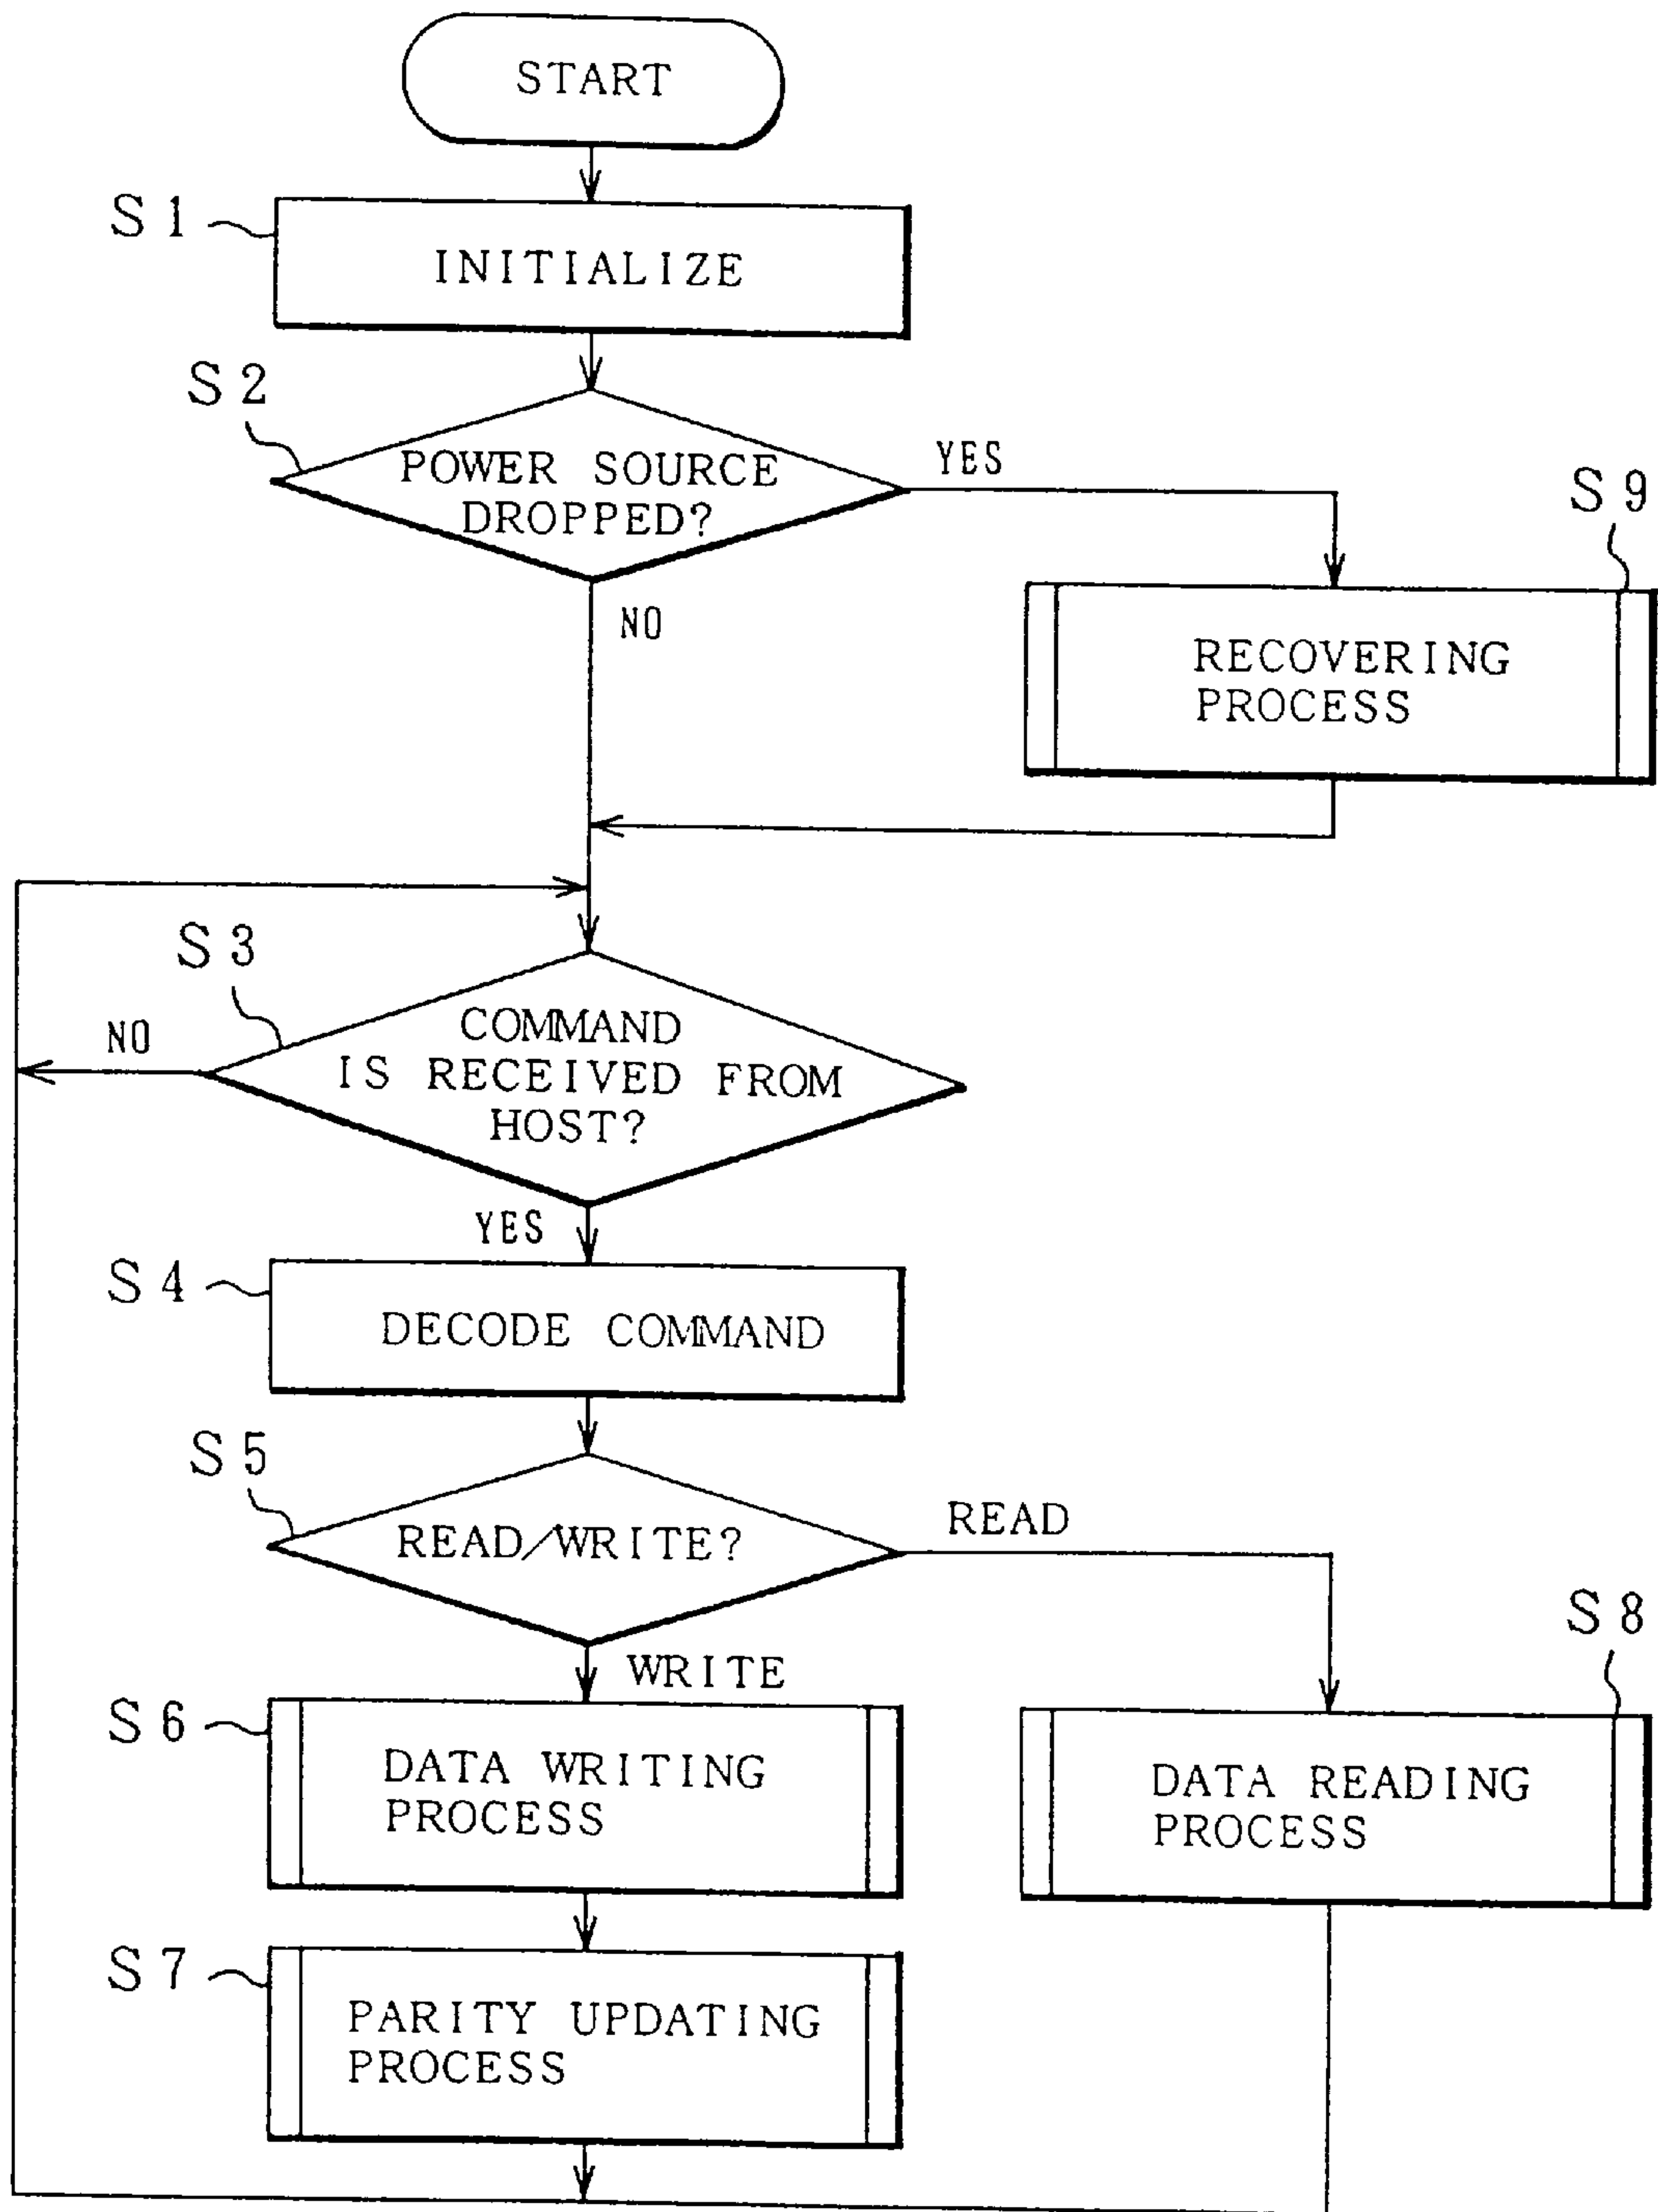 START
S1
INITIALIZE
S2
POWER SOURCE
DROPPED?
YES
NO
S9
RECOVERING
PROCESS
S3
NO
COMMAND
IS RECEIVED FROM
HOST?
YES
S4
DECODE COMMAND
S5
READ/WRITE?
READ
WRITE
S8
S6
DATA WRITING
PROCESS
DATA READING
PROCESS
S7
PARITY UPDATING
PROCESS